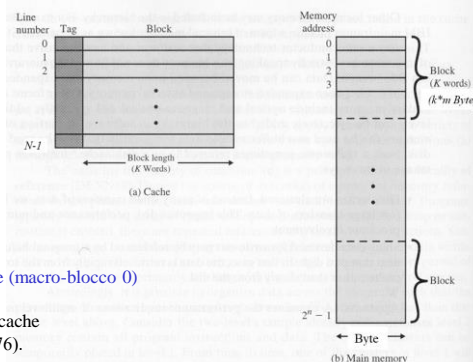 Line number
Tag
Block
0
1
2
N-1
Block length
(K Words)
(a) Cache
Memory address
0
1
2
3
Block
(K words)
(k*m Byte
Block
2ⁿ − 1
Byte
(b) Main memory
e (macro-blocco 0)
cache
76).